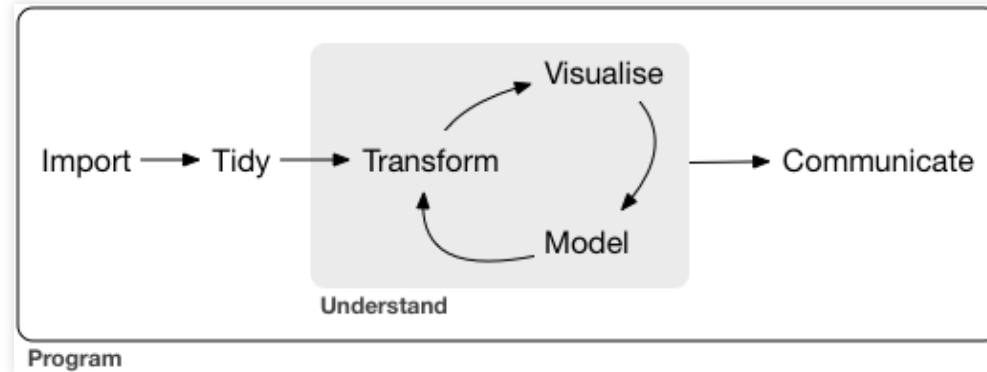 Visualise
Import
Tidy
Transform
Communicate
Model
Understand
Program